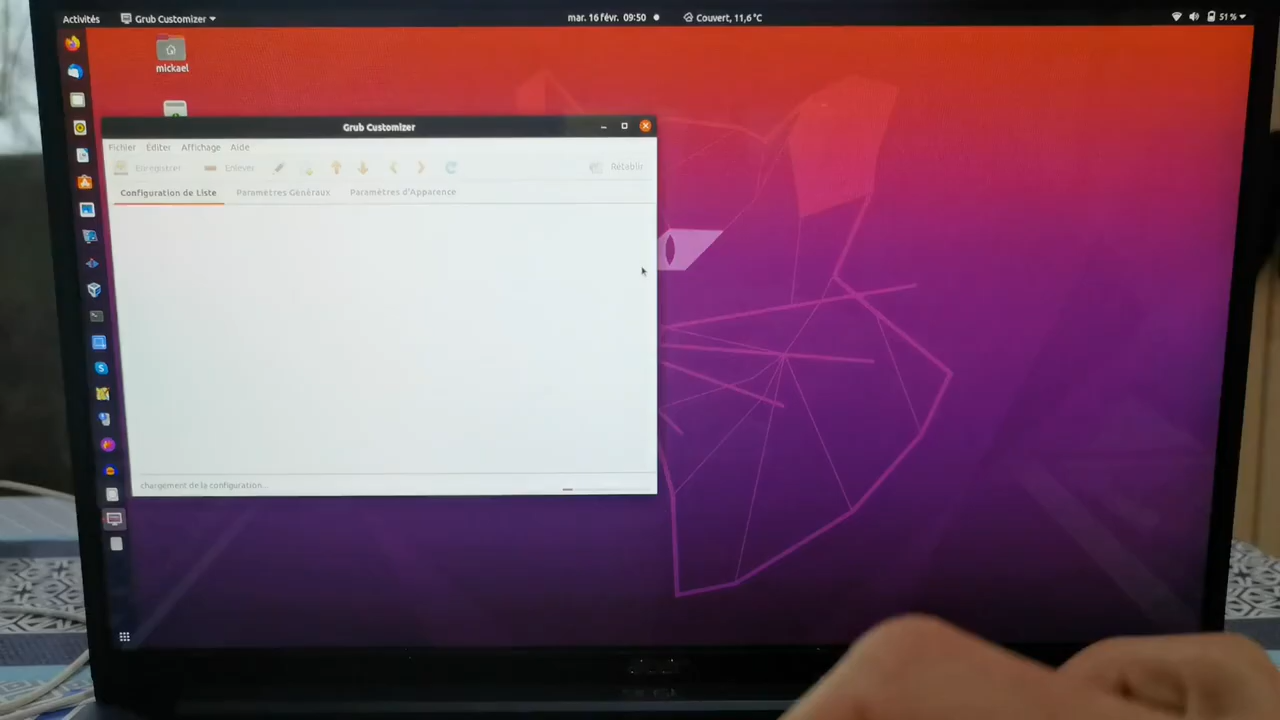 Activités Grub Customizer mar. 16 févr. 09:50 Couvert, 11,6 °C 51 %
mickael
Grub Customizer
Fichier Éditer Affichage Aide
Enregistrer Enlever Rétablir
Configuration de Liste Paramètres Généraux Paramètres d'Apparence
chargement de la configuration...